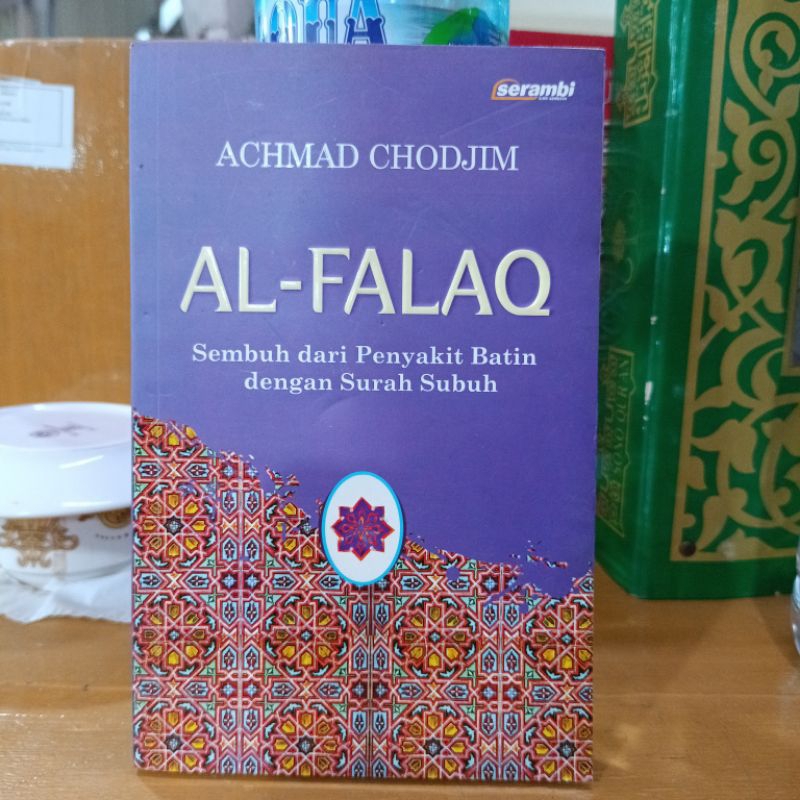 serambi
ACHMAD CHODJIM
AL-FALAQ
Sembuh dari Penyakit Batin
dengan Surah Subuh